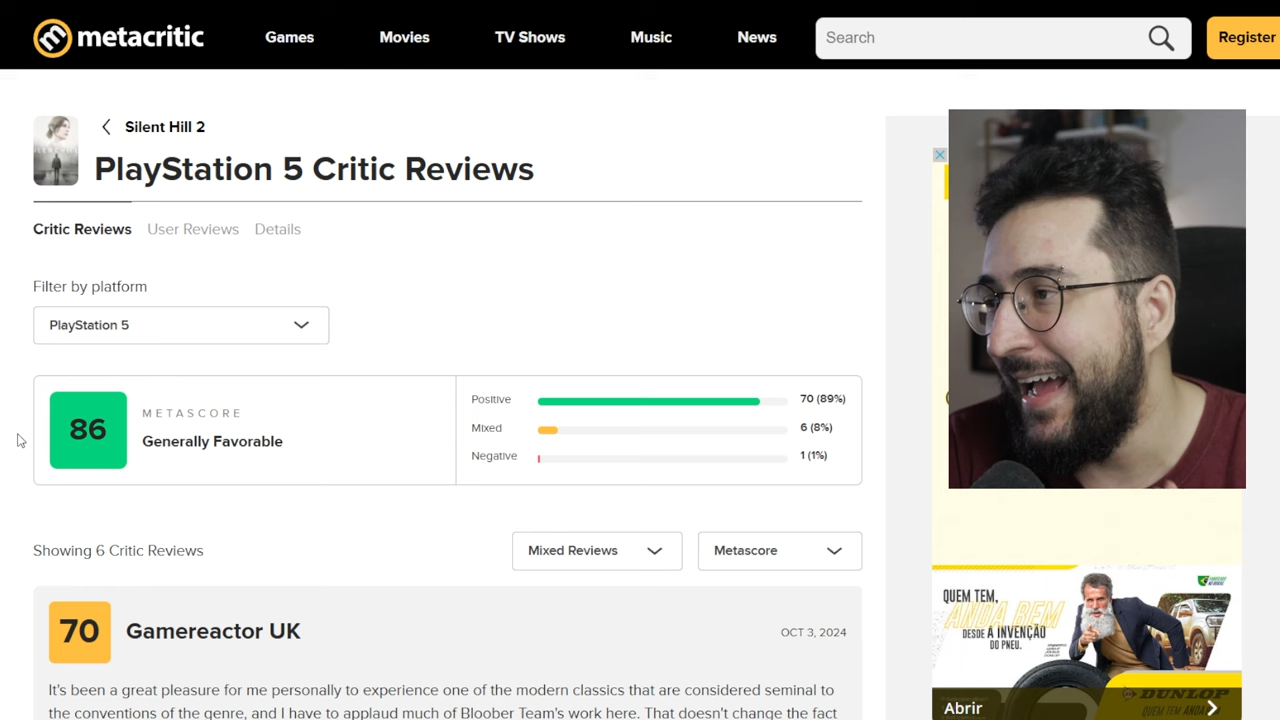 metacritic
Games
Movies
TV Shows
Music
News
Search
Register
Silent Hill 2
PlayStation 5 Critic Reviews
Critic Reviews
User Reviews
Details
Filter by platform
PlayStation 5
86
METASCORE
Generally Favorable
Positive
70 (89%)
Mixed
6 (8%)
Negative
1 (1%)
Showing 6 Critic Reviews
Mixed Reviews
Metascore
70
Gamereactor UK
OCT 3, 2024
It's been a great pleasure for me personally to experience one of the modern classics that are considered seminal to
the conventions of the genre, and I have to applaud much of Bloober Team's work here. That doesn't change the fact
QUEM TEM,
ANDA BEM
DESDE A INVENÇÃO
DO PNEU.
DUNLOP
Abrir